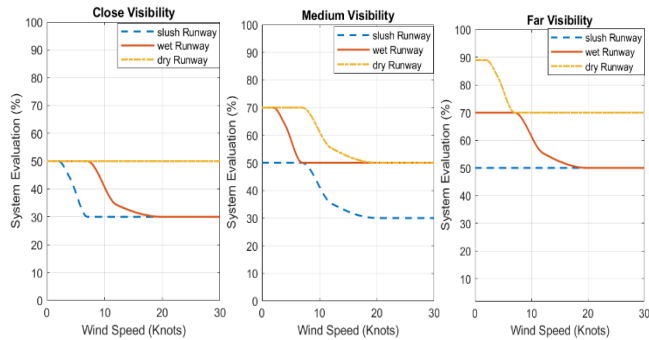 Close Visibility
slush Runway
wet Runway
dry Runway
System Evaluation (%)
100
90
80
70
60
50
40
30
20
10
0
0 10 20 30
Wind Speed (Knots)
Medium Visibility
slush Runway
wet Runway
dry Runway
System Evaluation (%)
100
90
80
70
60
50
40
30
20
10
0
0 10 20 30
Wind Speed (Knots)
Far Visibility
slush Runway
wet Runway
dry Runway
System Evaluation (%)
100
90
80
70
60
50
40
30
20
10
0 10 20 30
Wind Speed (Knots)